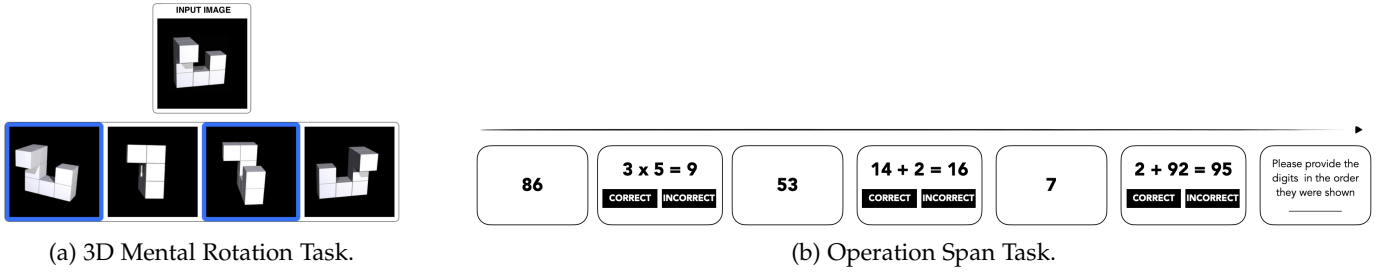 INPUT IMAGE
(a) 3D Mental Rotation Task.
86
3 x 5 = 9
CORRECT INCORRECT
53
14 + 2 = 16
CORRECT INCORRECT
7
2 + 92 = 95
CORRECT INCORRECT
Please provide the
digits in the order
they were shown
(b) Operation Span Task.